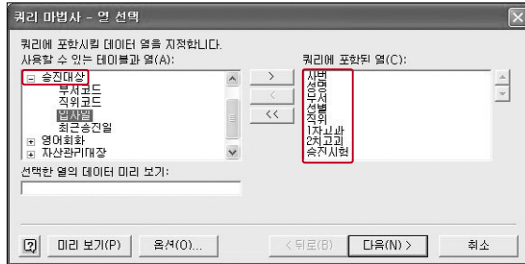 쿼리 마법사 - 열 선택
쿼리에 포함시킬 데이터 열을 지정합니다.
사용할 수 있는 테이블과 열(A):
쿼리에 포함된 열(C):
승진대상
부서코드
직위코드
입사일
최근승진일
영어회화
자산관리대장
>
<
<<
사번
성명
부서
성별
직위
1차고과
2차고과
승진시험
선택한 열의 데이터 미리 보기:
미리 보기(P)
옵션(O)...
< 뒤로(B)
다음(N) >
취소